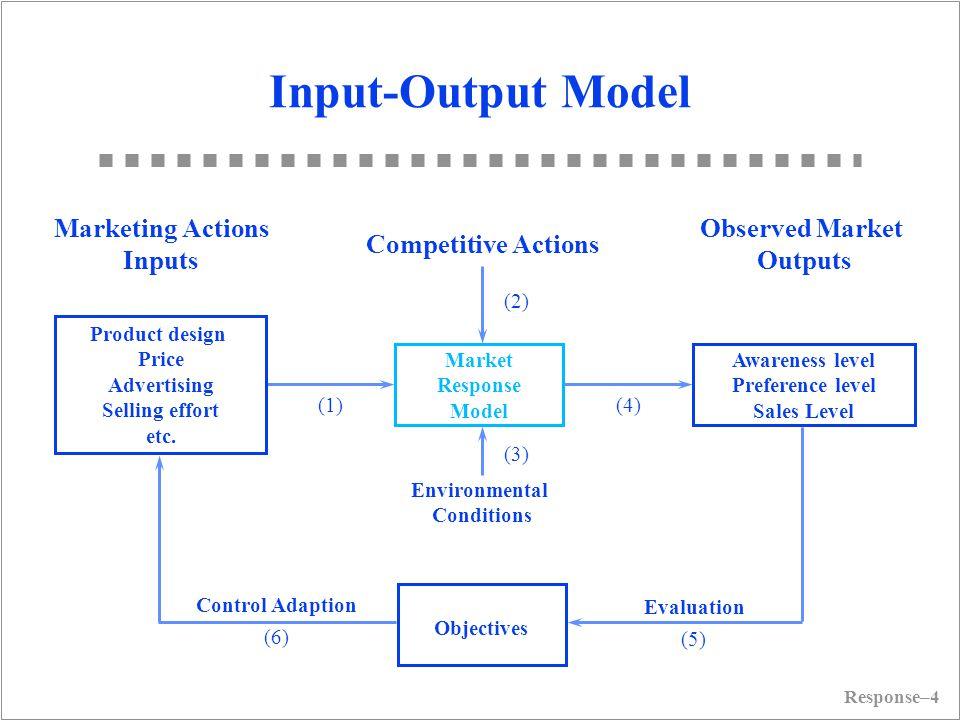 Input-Output Model
Marketing Actions
Inputs
Competitive Actions
Observed Market
Outputs
(2)
Product design
Price
Advertising
Selling effort
etc.
(1)
Market
Response
Model
(4)
Awareness level
Preference level
Sales Level
(3)
Environmental
Conditions
Control Adaption
(6)
Objectives
Evaluation
(5)
Response–4